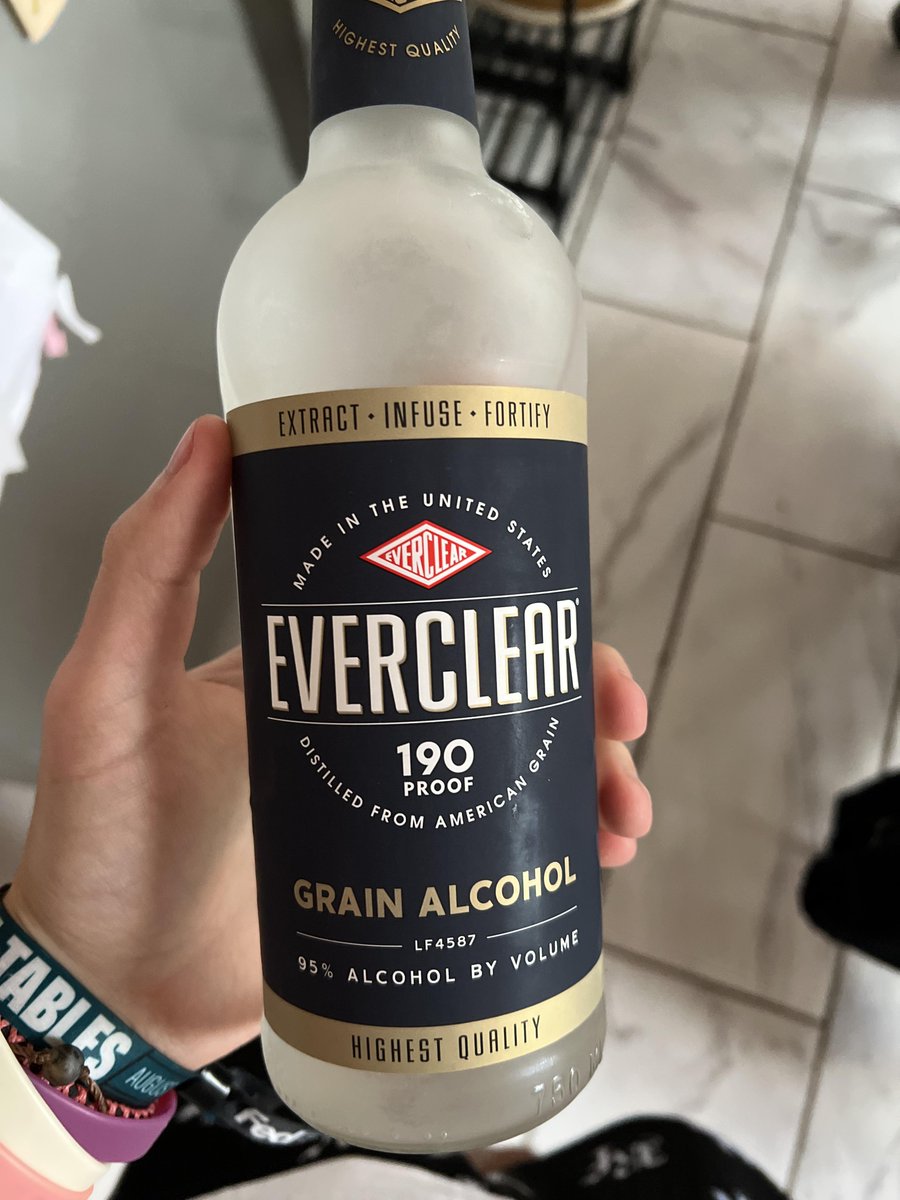 HIGHEST QUALITY
EXTRACT • INFUSE • FORTIFY
MADE IN THE UNITED STATES
EVERCLEAR
EVERCLEAR®
190
PROOF
DISTILLED FROM AMERICAN GRAIN
GRAIN ALCOHOL
LF4587
95% ALCOHOL BY VOLUME
HIGHEST QUALITY
750
TABLES